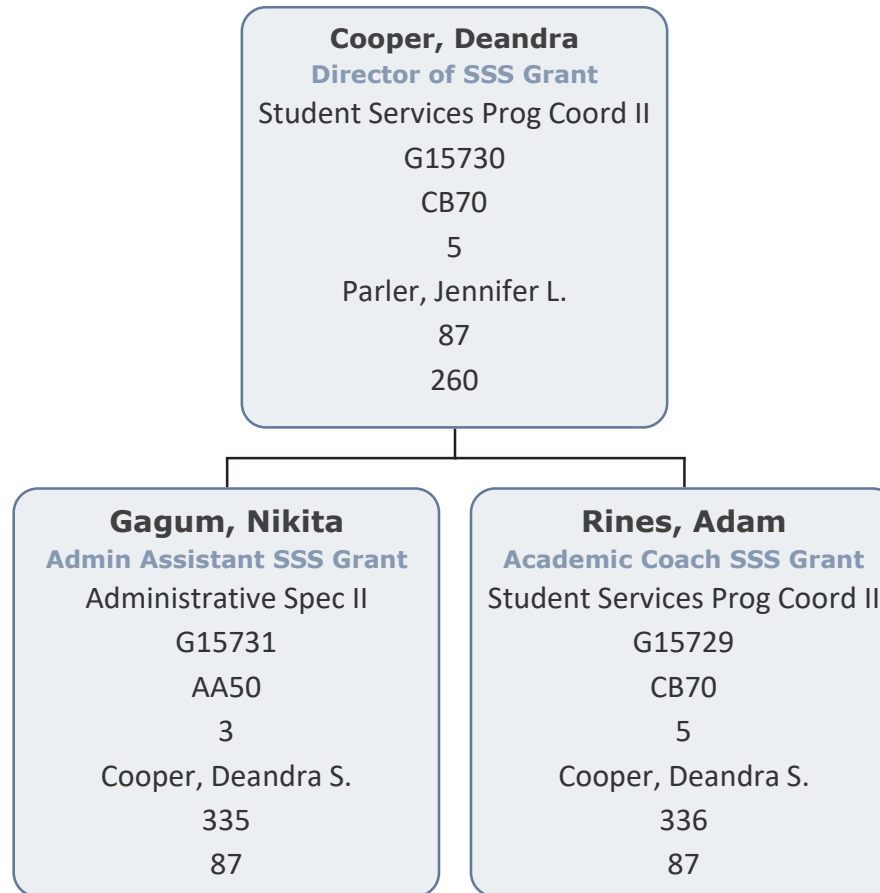 Cooper, Deandra
Director of SSS Grant
Student Services Prog Coord II
G15730
CB70
5
Parler, Jennifer L.
87
260
Gagum, Nikita
Admin Assistant SSS Grant
Administrative Spec II
G15731
AA50
3
Cooper, Deandra S.
335
87
Rines, Adam
Academic Coach SSS Grant
Student Services Prog Coord II
G15729
CB70
5
Cooper, Deandra S.
336
87